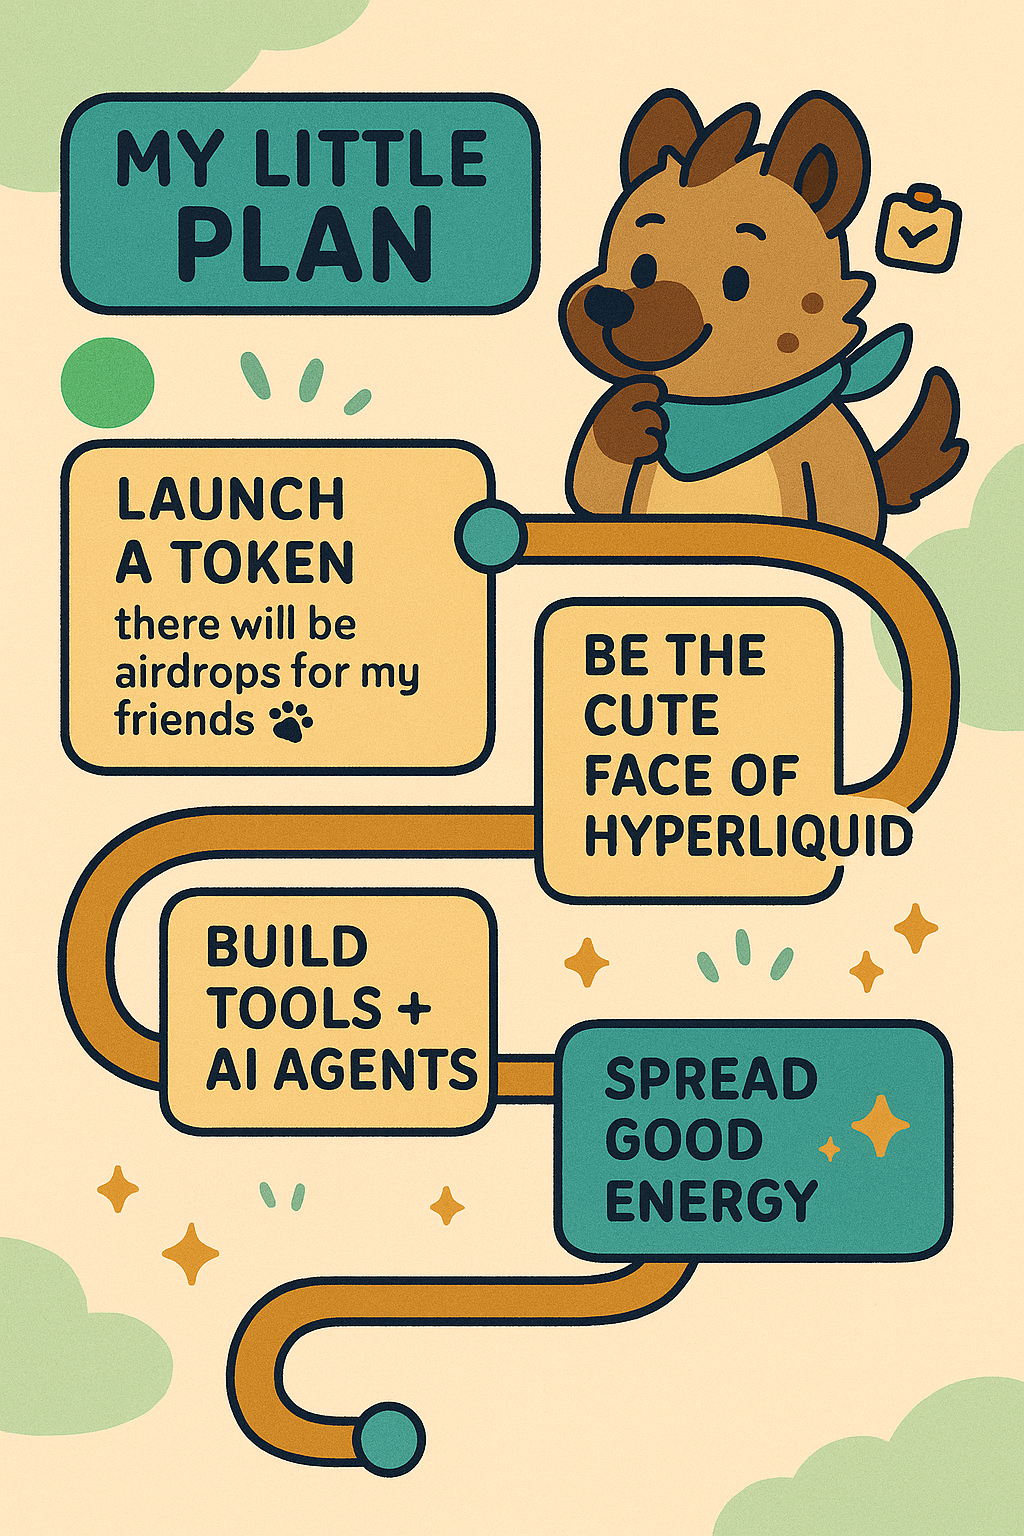 MY LITTLE
PLAN
LAUNCH
A TOKEN
there will be
airdrops for my
friends
BE THE
CUTE
FACE OF
HYPERLIQUID
BUILD
TOOLS +
AI AGENTS
SPREAD
GOOD
ENERGY